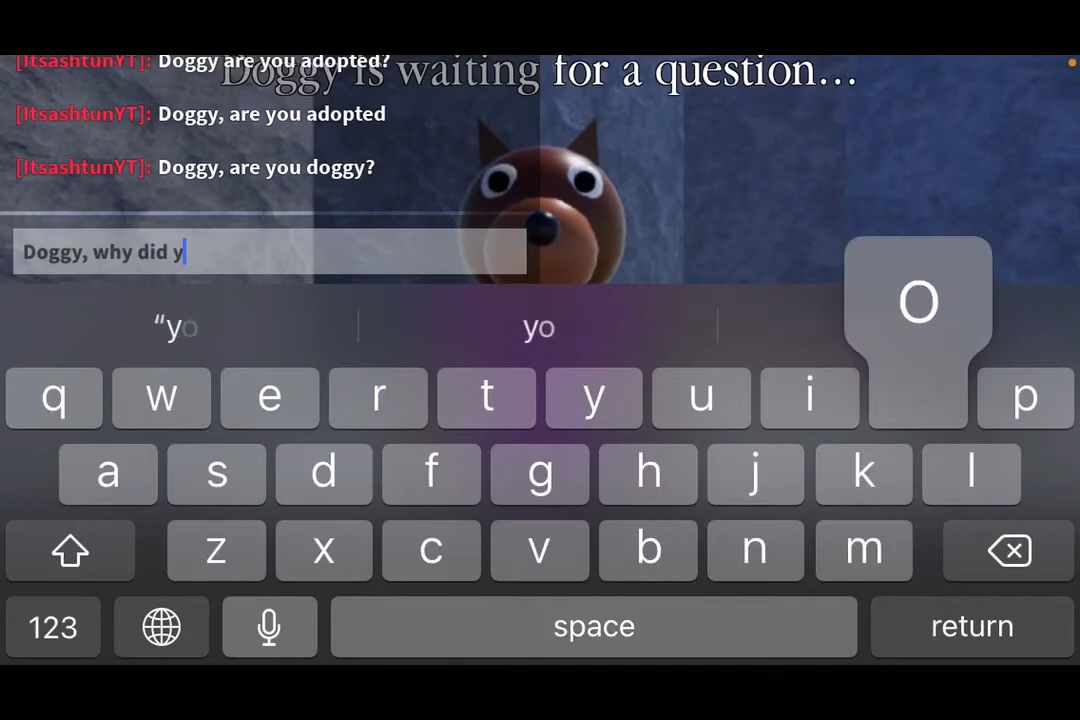 [ItsashtunYT]: Doggy are you adopted?
Doggy is waiting for a question...
[ItsashtunYT]: Doggy, are you adopted
[ItsashtunYT]: Doggy, are you doggy?
Doggy, why did y
“yo
yo
O
q w e r t y u i p
a s d f g h j k l
z x c v b n m
123
space
return